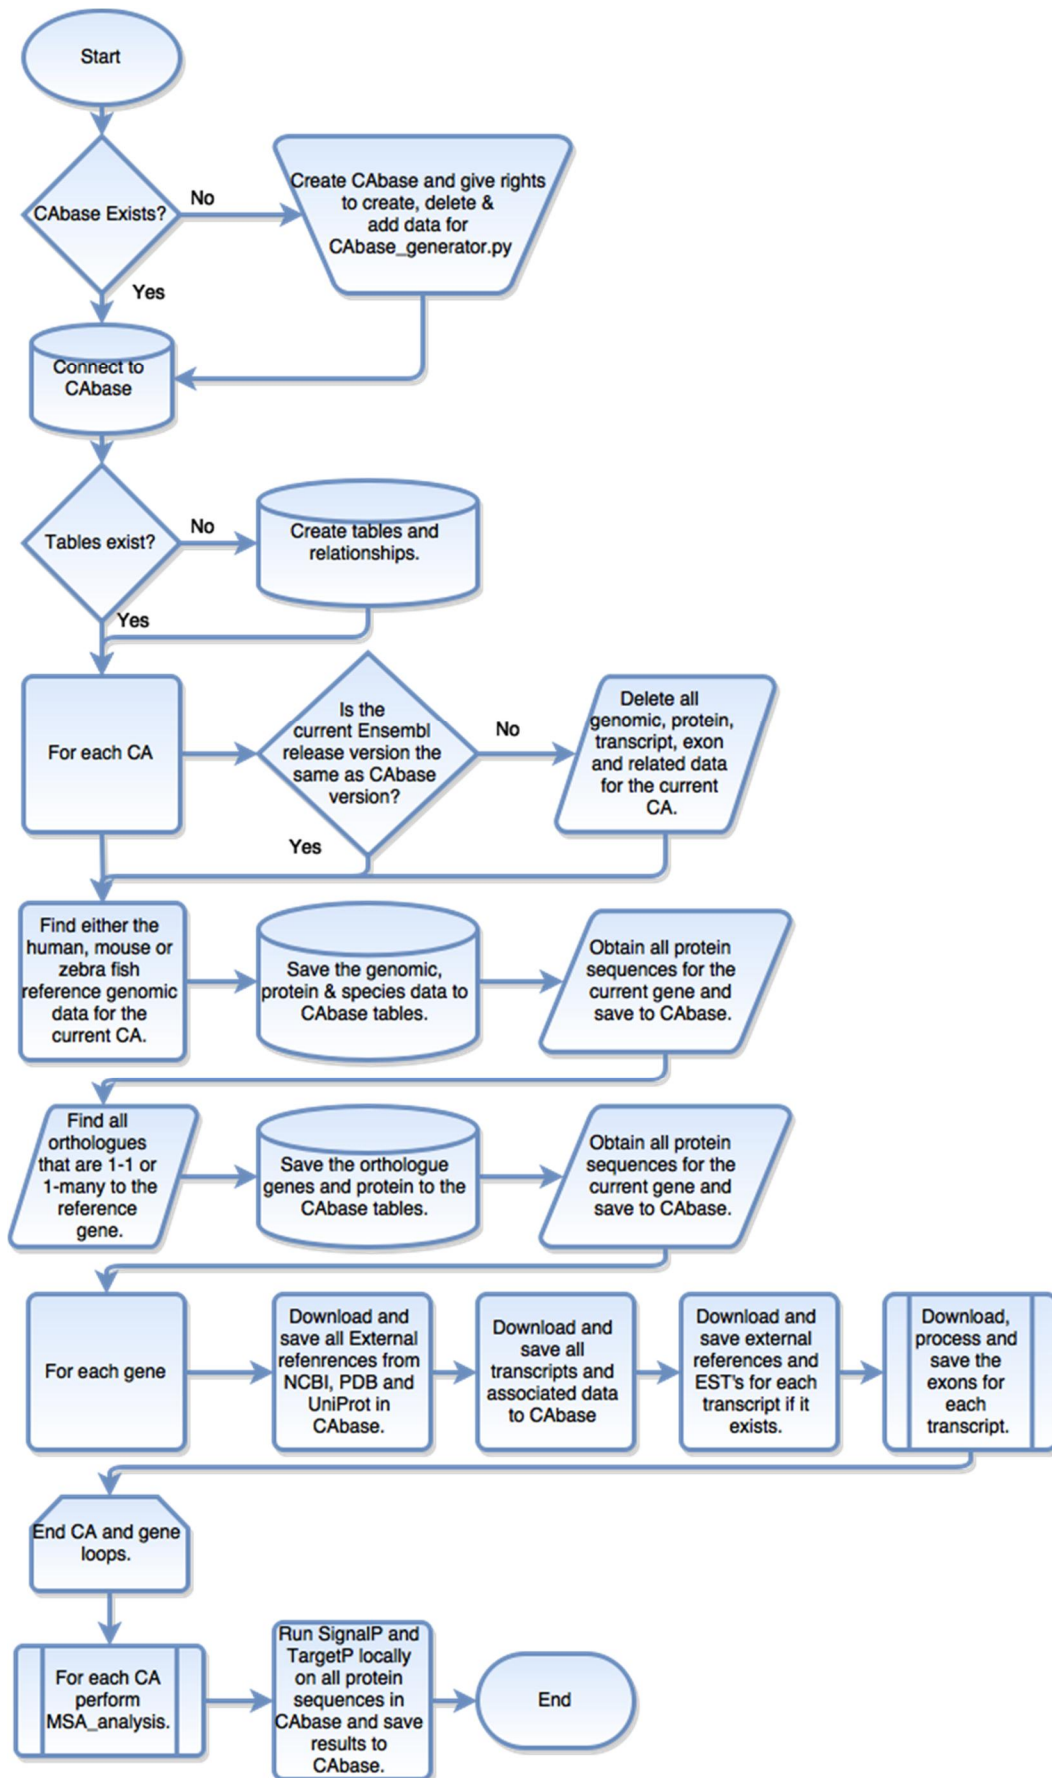 Start
CAbase Exists?
No
Create CAbase and give rights
to create, delete &
add data for
CAbase_generator.py
Yes
Connect to
CAbase
Tables exist?
No
Create tables and
relationships.
Yes
For each CA
Is the
current Ensembl
release version the
same as CAbase
version?
No
Delete all
genomic, protein,
transcript, exon
and related data
for the current
CA.
Yes
Find either the
human, mouse or
zebra fish
reference genomic
data for the
current CA.
Save the genomic,
protein & species data to
CAbase tables.
Obtain all protein
sequences for the
current gene and
save to CAbase.
Find all
orthologues
that are 1-1 or
1-many to the
reference
gene.
Save the orthologue
genes and protein to the
CAbase tables.
Obtain all protein
sequences for the
current gene and
save to CAbase.
For each gene
Download and
save all External
refenrences from
NCBI, PDB and
UniProt in
CAbase.
Download and
save all
transcripts and
associated data
to CAbase
Download and
save external
references and
EST's for each
transcript if it
exists.
Download,
process and
save the
exons for
each
transcript.
End CA and gene
loops.
For each CA
perform
MSA_analysis.
Run SignalP and
TargetP locally
on all protein
sequences in
CAbase and save
results to
CAbase.
End